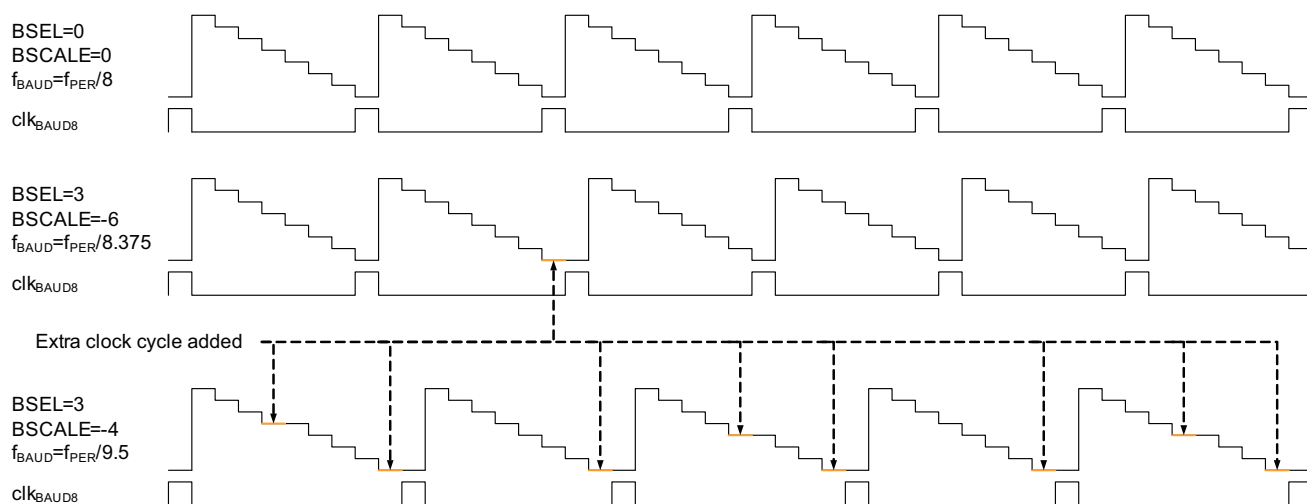 BSEL=0
BSCALE=0
fBAUD=fPER/8
clkBAUD8
BSEL=3
BSCALE=-6
fBAUD=fPER/8.375
clkBAUD8
Extra clock cycle added
BSEL=3
BSCALE=-4
fBAUD=fPER/9.5
clkBAUD8